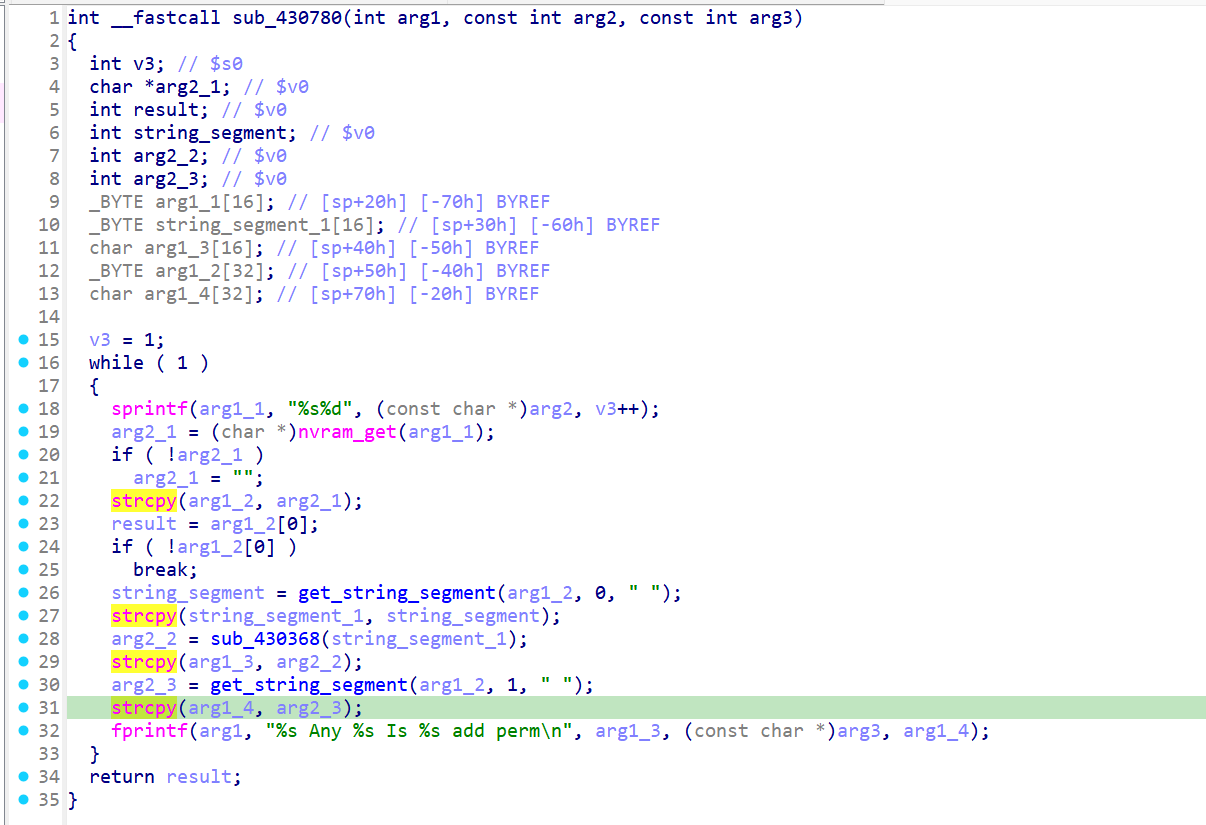 1 int __fastcall sub_430780(int arg1, const int arg2, const int arg3)
2 {
3   int v3; // $s0
4   char *arg2_1; // $v0
5   int result; // $v0
6   int string_segment; // $v0
7   int arg2_2; // $v0
8   int arg2_3; // $v0
9   _BYTE arg1_1[16]; // [sp+20h] [-70h] BYREF
10   _BYTE string_segment_1[16]; // [sp+30h] [-60h] BYREF
11   char arg1_3[16]; // [sp+40h] [-50h] BYREF
12   _BYTE arg1_2[32]; // [sp+50h] [-40h] BYREF
13   char arg1_4[32]; // [sp+70h] [-20h] BYREF
14
15   v3 = 1;
16   while ( 1 )
17   {
18     sprintf(arg1_1, "%s%d", (const char *)arg2, v3++);
19     arg2_1 = (char *)nvram_get(arg1_1);
20     if ( !arg2_1 )
21       arg2_1 = "";
22     strcpy(arg1_2, arg2_1);
23     result = arg1_2[0];
24     if ( !arg1_2[0] )
25       break;
26     string_segment = get_string_segment(arg1_2, 0, " ");
27     strcpy(string_segment_1, string_segment);
28     arg2_2 = sub_430368(string_segment_1);
29     strcpy(arg1_3, arg2_2);
30     arg2_3 = get_string_segment(arg1_2, 1, " ");
31     strcpy(arg1_4, arg2_3);
32     fprintf(arg1, "%s Any %s Is %s add perm\n", arg1_3, (const char *)arg3, arg1_4);
33   }
34   return result;
35 }